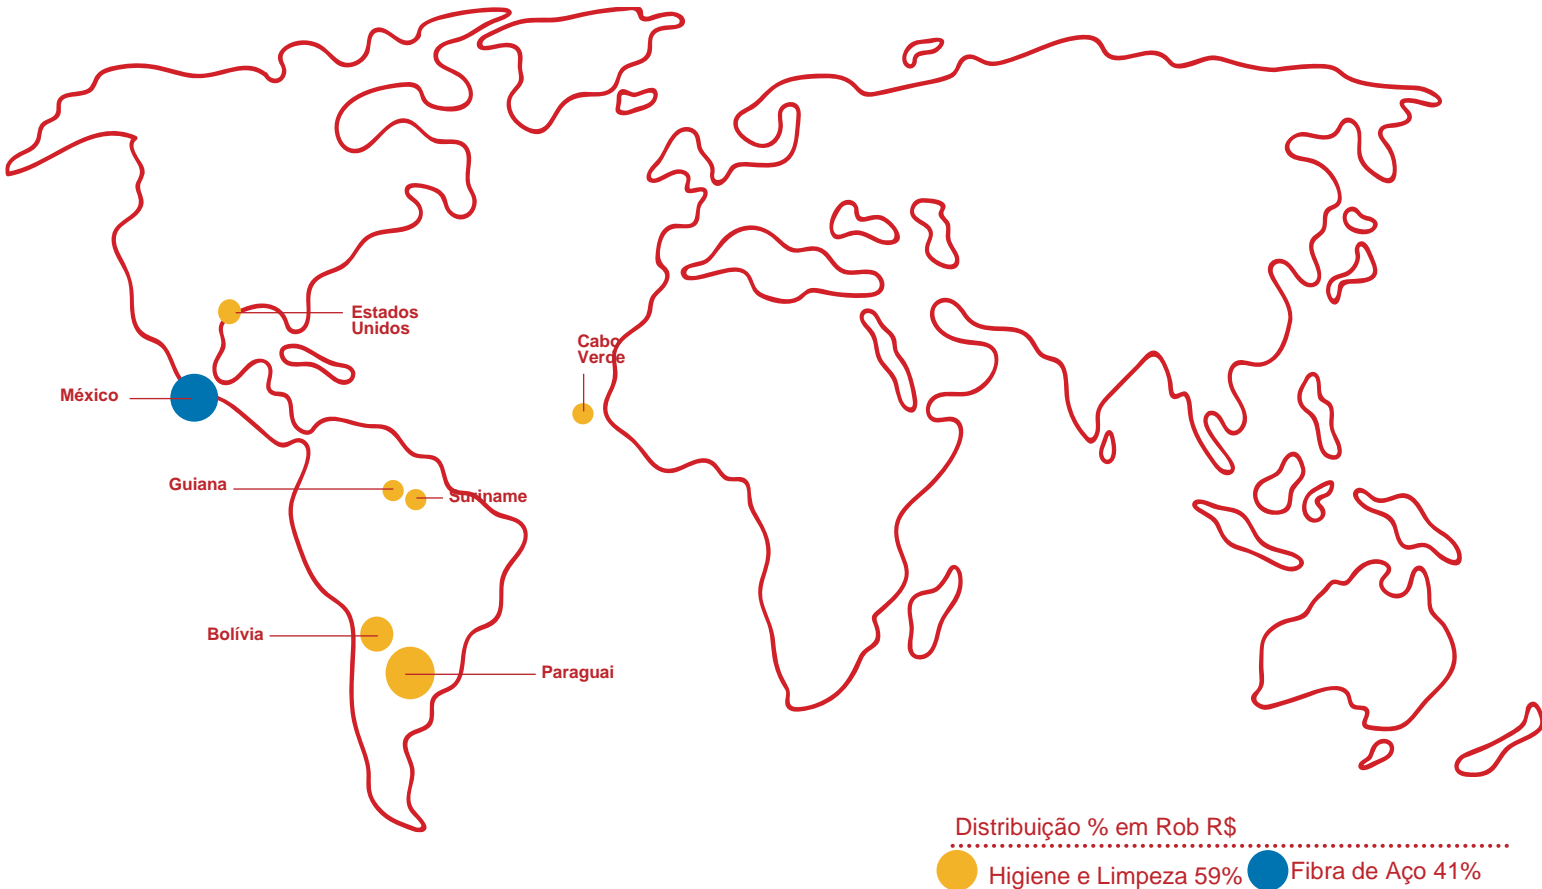 Estados
Unidos
Cabo
Verde
México
Guiana
Suriname
Bolívia
Paraguai
Distribuição % em Rob R$
Higiene e Limpeza 59%
Fibra de Aço 41%